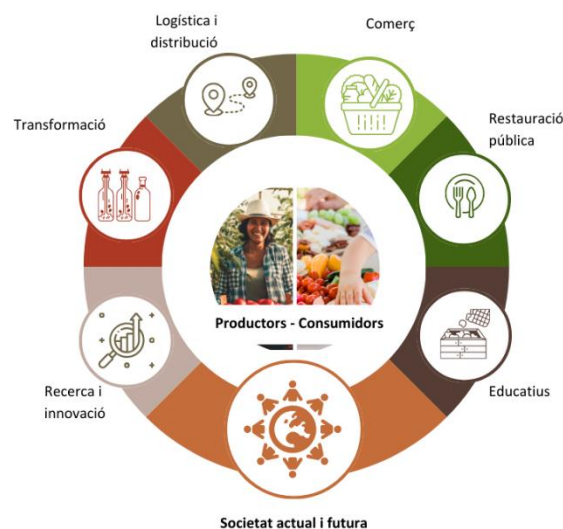 Logística i
distribució
Comerç
Transformació
Restauració
pública
Productors - Consumidors
Recerca i
innovació
Educatius
Societat actual i futura